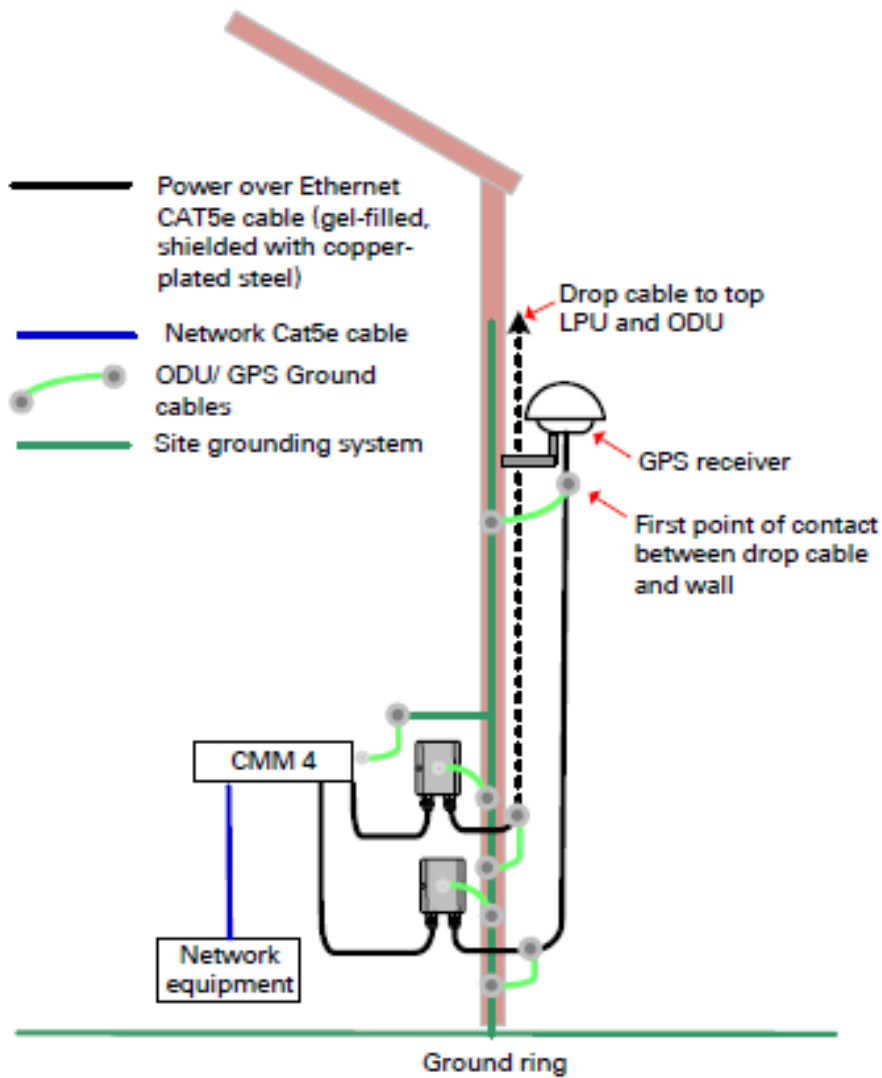 Power over Ethernet
CAT5e cable (gel-filled,
shielded with copper-
plated steel)
Network Cat5e cable
ODU/ GPS Ground
cables
Site grounding system
Drop cable to top
LPU and ODU
GPS receiver
First point of contact
between drop cable
and wall
CMM 4
Network
equipment
Ground ring